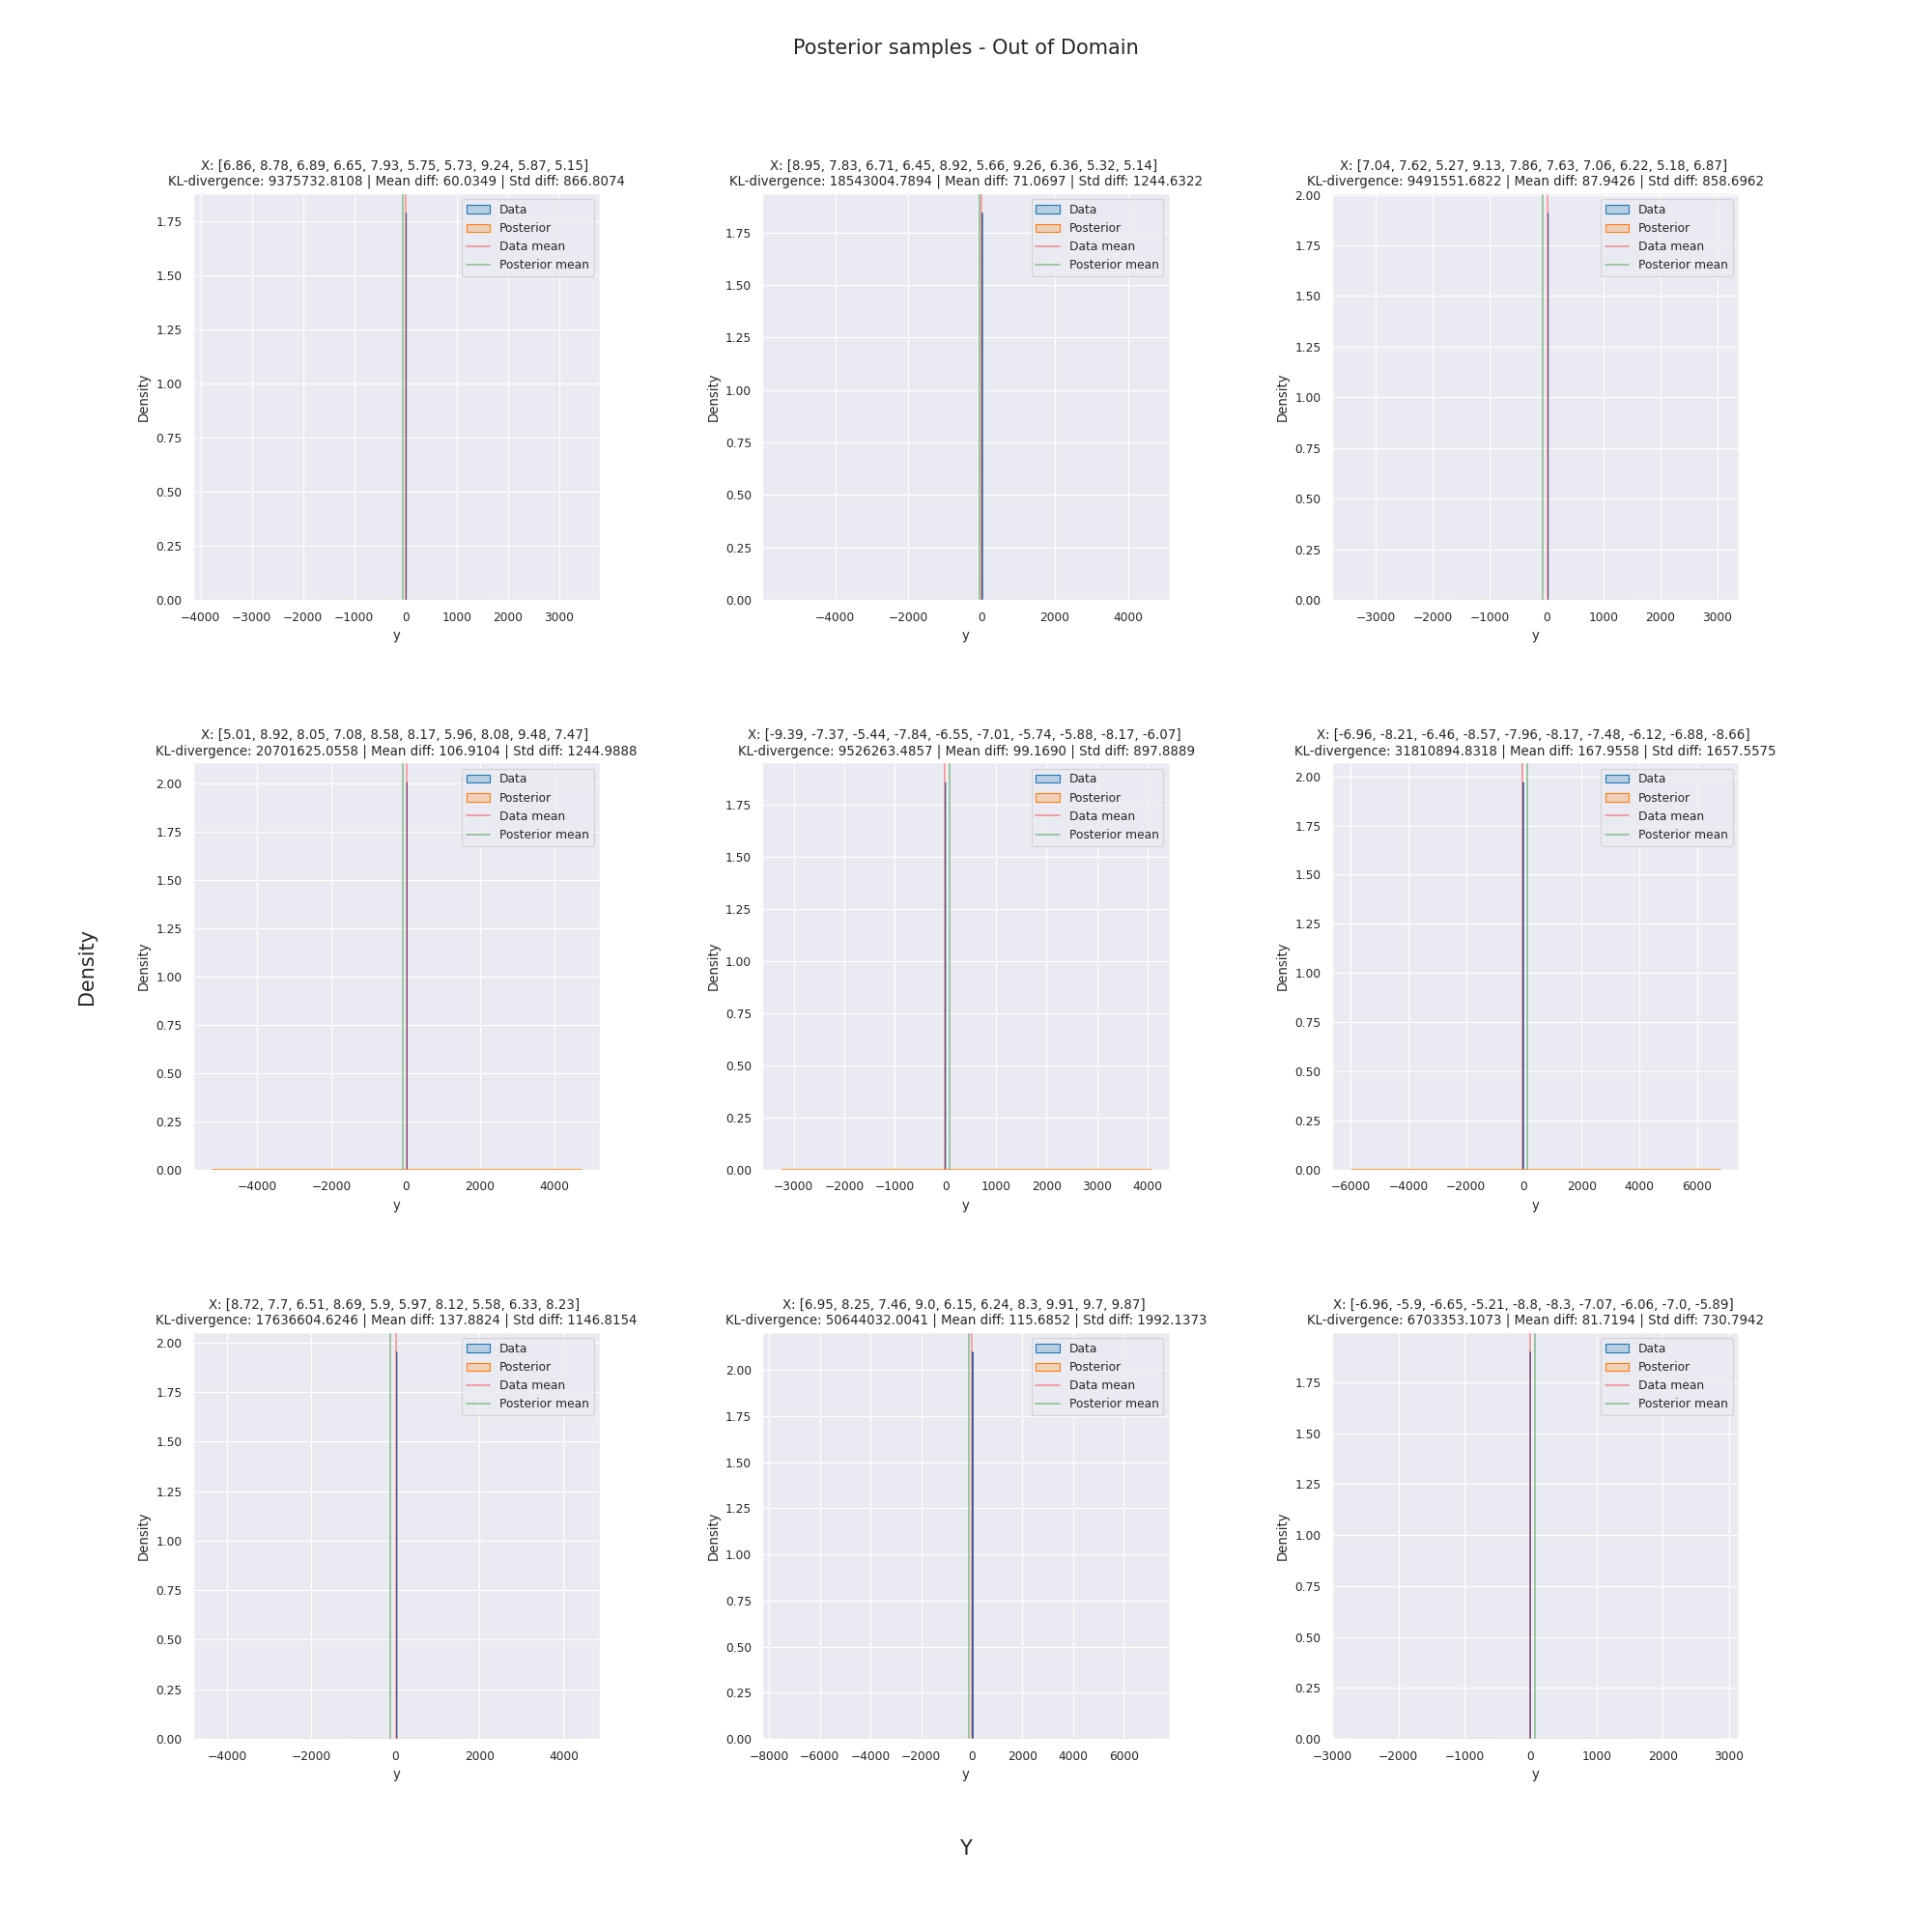 Posterior samples - Out of Domain
X: [6.86, 8.78, 6.89, 6.65, 7.93, 5.75, 5.73, 9.24, 5.87, 5.15]
KL-divergence: 9375732.8108 | Mean diff: 60.0349 | Std diff: 866.8074
Data
Posterior
Data mean
Posterior mean
1.75
1.50
1.25
1.00
0.75
0.50
0.25
0.00
Density
−4000 −3000 −2000 −1000 0 1000 2000 3000
y
X: [8.95, 7.83, 6.71, 6.45, 8.92, 5.66, 9.26, 6.36, 5.32, 5.14]
KL-divergence: 18543004.7894 | Mean diff: 71.0697 | Std diff: 1244.6322
Data
Posterior
Data mean
Posterior mean
1.75
1.50
1.25
1.00
0.75
0.50
0.25
0.00
Density
−4000 −2000 0 2000 4000
y
X: [7.04, 7.62, 5.27, 9.13, 7.86, 7.63, 7.06, 6.22, 5.18, 6.87]
KL-divergence: 9491551.6822 | Mean diff: 87.9426 | Std diff: 858.6962
Data
Posterior
Data mean
Posterior mean
2.00
1.75
1.50
1.25
1.00
0.75
0.50
0.25
0.00
Density
−3000 −2000 −1000 0 1000 2000 3000
y
X: [5.01, 8.92, 8.05, 7.08, 8.58, 8.17, 5.96, 8.08, 9.48, 7.47]
KL-divergence: 20701625.0558 | Mean diff: 106.9104 | Std diff: 1244.9888
Data
Posterior
Data mean
Posterior mean
2.00
1.75
1.50
1.25
1.00
0.75
0.50
0.25
0.00
Density
−4000 −2000 0 2000 4000
y
X: [-9.39, -7.37, -5.44, -7.84, -6.55, -7.01, -5.74, -5.88, -8.17, -6.07]
KL-divergence: 9526263.4857 | Mean diff: 99.1690 | Std diff: 897.8889
Data
Posterior
Data mean
Posterior mean
1.75
1.50
1.25
1.00
0.75
0.50
0.25
0.00
Density
−3000 −2000 −1000 0 1000 2000 3000 4000
y
X: [-6.96, -8.21, -6.46, -8.57, -7.96, -8.17, -7.48, -6.12, -6.88, -8.66]
KL-divergence: 31810894.8318 | Mean diff: 167.9558 | Std diff: 1657.5575
Data
Posterior
Data mean
Posterior mean
2.00
1.75
1.50
1.25
1.00
0.75
0.50
0.25
0.00
Density
−6000 −4000 −2000 0 2000 4000 6000
y
Density
X: [8.72, 7.7, 6.51, 8.69, 5.9, 5.97, 8.12, 5.58, 6.33, 8.23]
KL-divergence: 17636604.6246 | Mean diff: 137.8824 | Std diff: 1146.8154
Data
Posterior
Data mean
Posterior mean
2.00
1.75
1.50
1.25
1.00
0.75
0.50
0.25
0.00
Density
−4000 −2000 0 2000 4000
y
X: [6.95, 8.25, 7.46, 9.0, 6.15, 6.24, 8.3, 9.91, 9.7, 9.87]
KL-divergence: 50644032.0041 | Mean diff: 115.6852 | Std diff: 1992.1373
Data
Posterior
Data mean
Posterior mean
2.00
1.75
1.50
1.25
1.00
0.75
0.50
0.25
0.00
Density
−8000 −6000 −4000 −2000 0 2000 4000 6000
y
X: [-6.96, -5.9, -6.65, -5.21, -8.8, -8.3, -7.07, -6.06, -7.0, -5.89]
KL-divergence: 6703353.1073 | Mean diff: 81.7194 | Std diff: 730.7942
Data
Posterior
Data mean
Posterior mean
1.75
1.50
1.25
1.00
0.75
0.50
0.25
0.00
Density
−3000 −2000 −1000 0 1000 2000 3000
y
Y